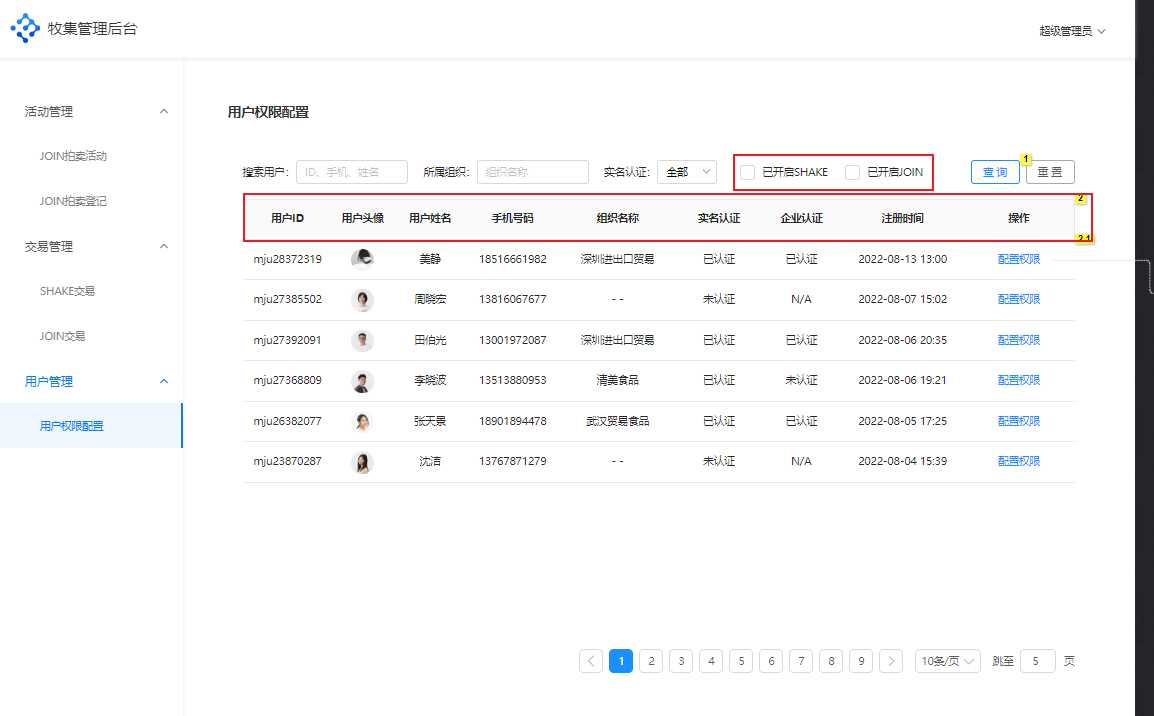 牧集管理后台
超级管理员
活动管理
JOIN拍卖活动
JOIN拍卖登记
交易管理
SHAKE交易
JOIN交易
用户管理
用户权限配置
用户权限配置
搜索用户: ID、手机、姓名 所属组织: 组织名称 实名认证: 全部 已开启SHAKE 已开启JOIN 查 询 1 重 置
2
用户ID 用户头像 用户姓名 手机号码 组织名称 实名认证 企业认证 注册时间 操作
2.1
mju28372319 美静 18516661982 深圳进出口贸易 已认证 已认证 2022-08-13 13:00 配置权限
mju27385502 周晓宏 13816067677 - - 未认证 N/A 2022-08-07 15:02 配置权限
mju27392091 田伯光 13001972087 深圳进出口贸易 已认证 已认证 2022-08-06 20:35 配置权限
mju27368809 李晓波 13513880953 清美食品 已认证 未认证 2022-08-06 19:21 配置权限
mju26382077 张天景 18901894478 武汉贸易食品 已认证 已认证 2022-08-05 17:25 配置权限
mju23870287 沈洁 13767871279 - - 未认证 N/A 2022-08-04 15:39 配置权限
1 2 3 4 5 6 7 8 9 10条/页 跳至 5 页